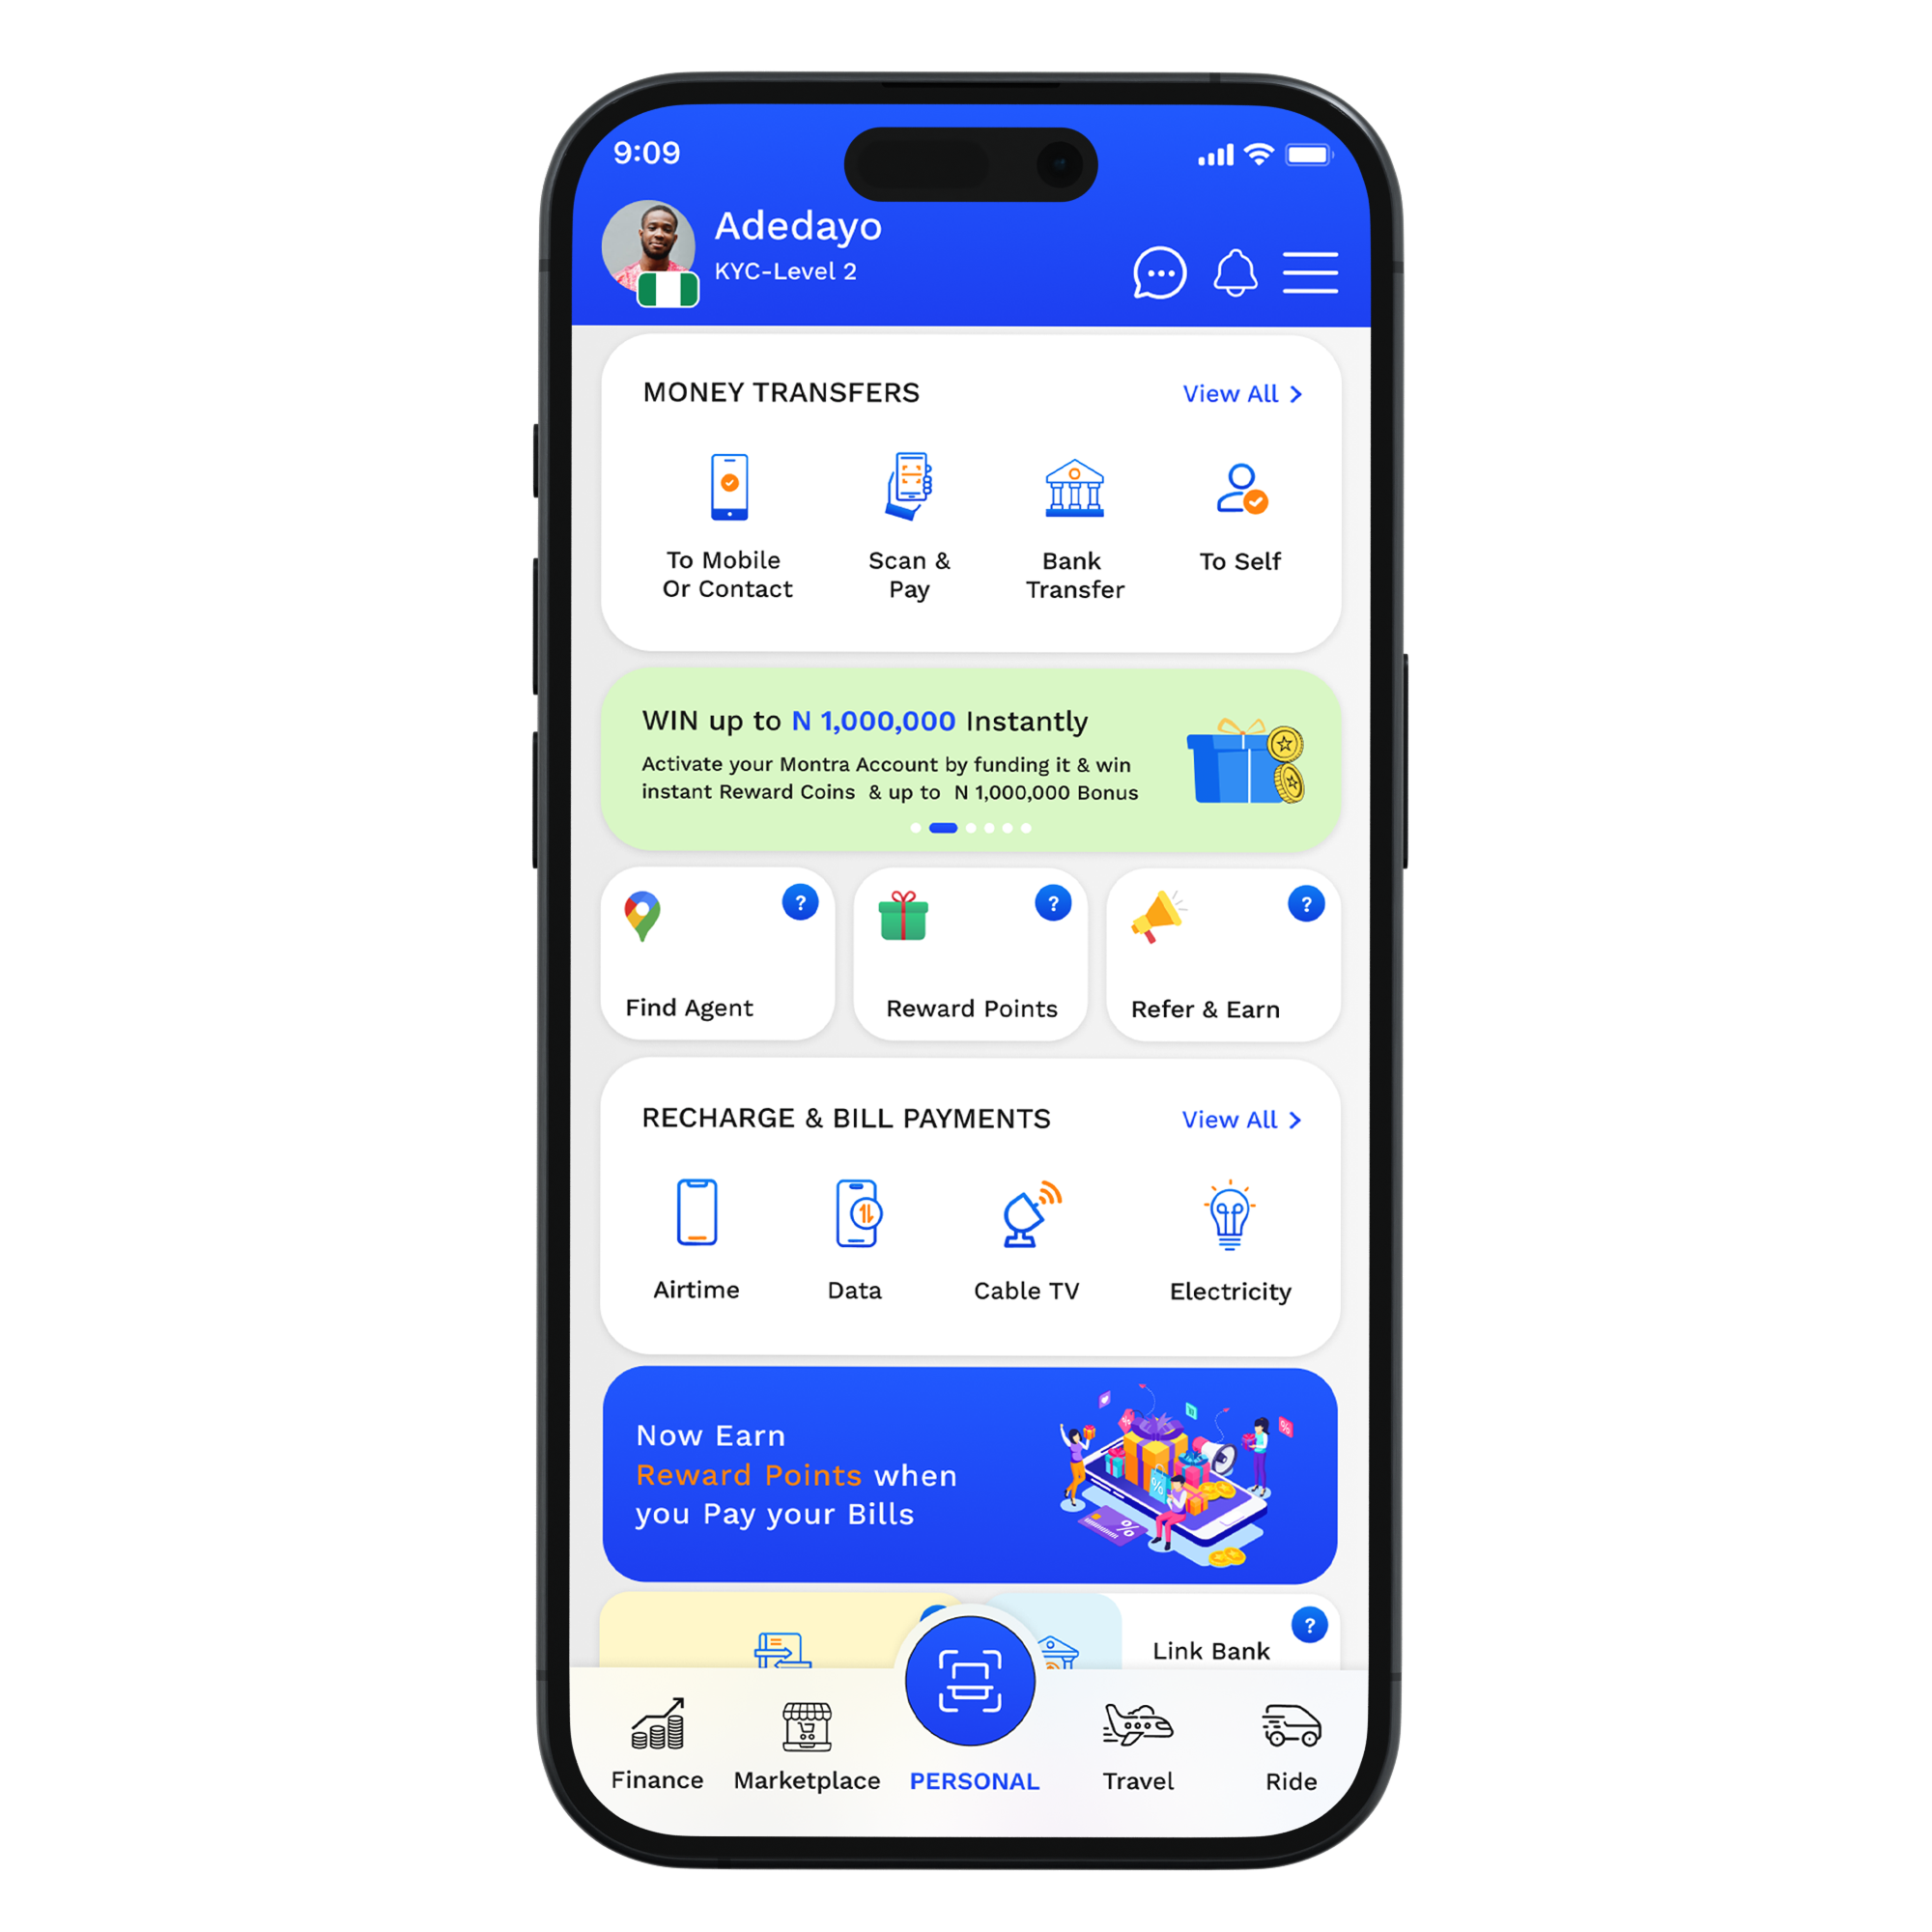 9:09
Adedayo
KYC-Level 2
MONEY TRANSFERS
View All >
To Mobile
Or Contact
Scan &
Pay
Bank
Transfer
To Self
WIN up to N 1,000,000 Instantly
Activate your Montra Account by funding it & win
instant Reward Coins & up to N 1,000,000 Bonus
?
?
?
Find Agent
Reward Points
Refer & Earn
RECHARGE & BILL PAYMENTS
View All >
Airtime
Data
Cable TV
Electricity
Now Earn
Reward Points when
you Pay your Bills
?
Link Bank
Finance
Marketplace
PERSONAL
Travel
Ride